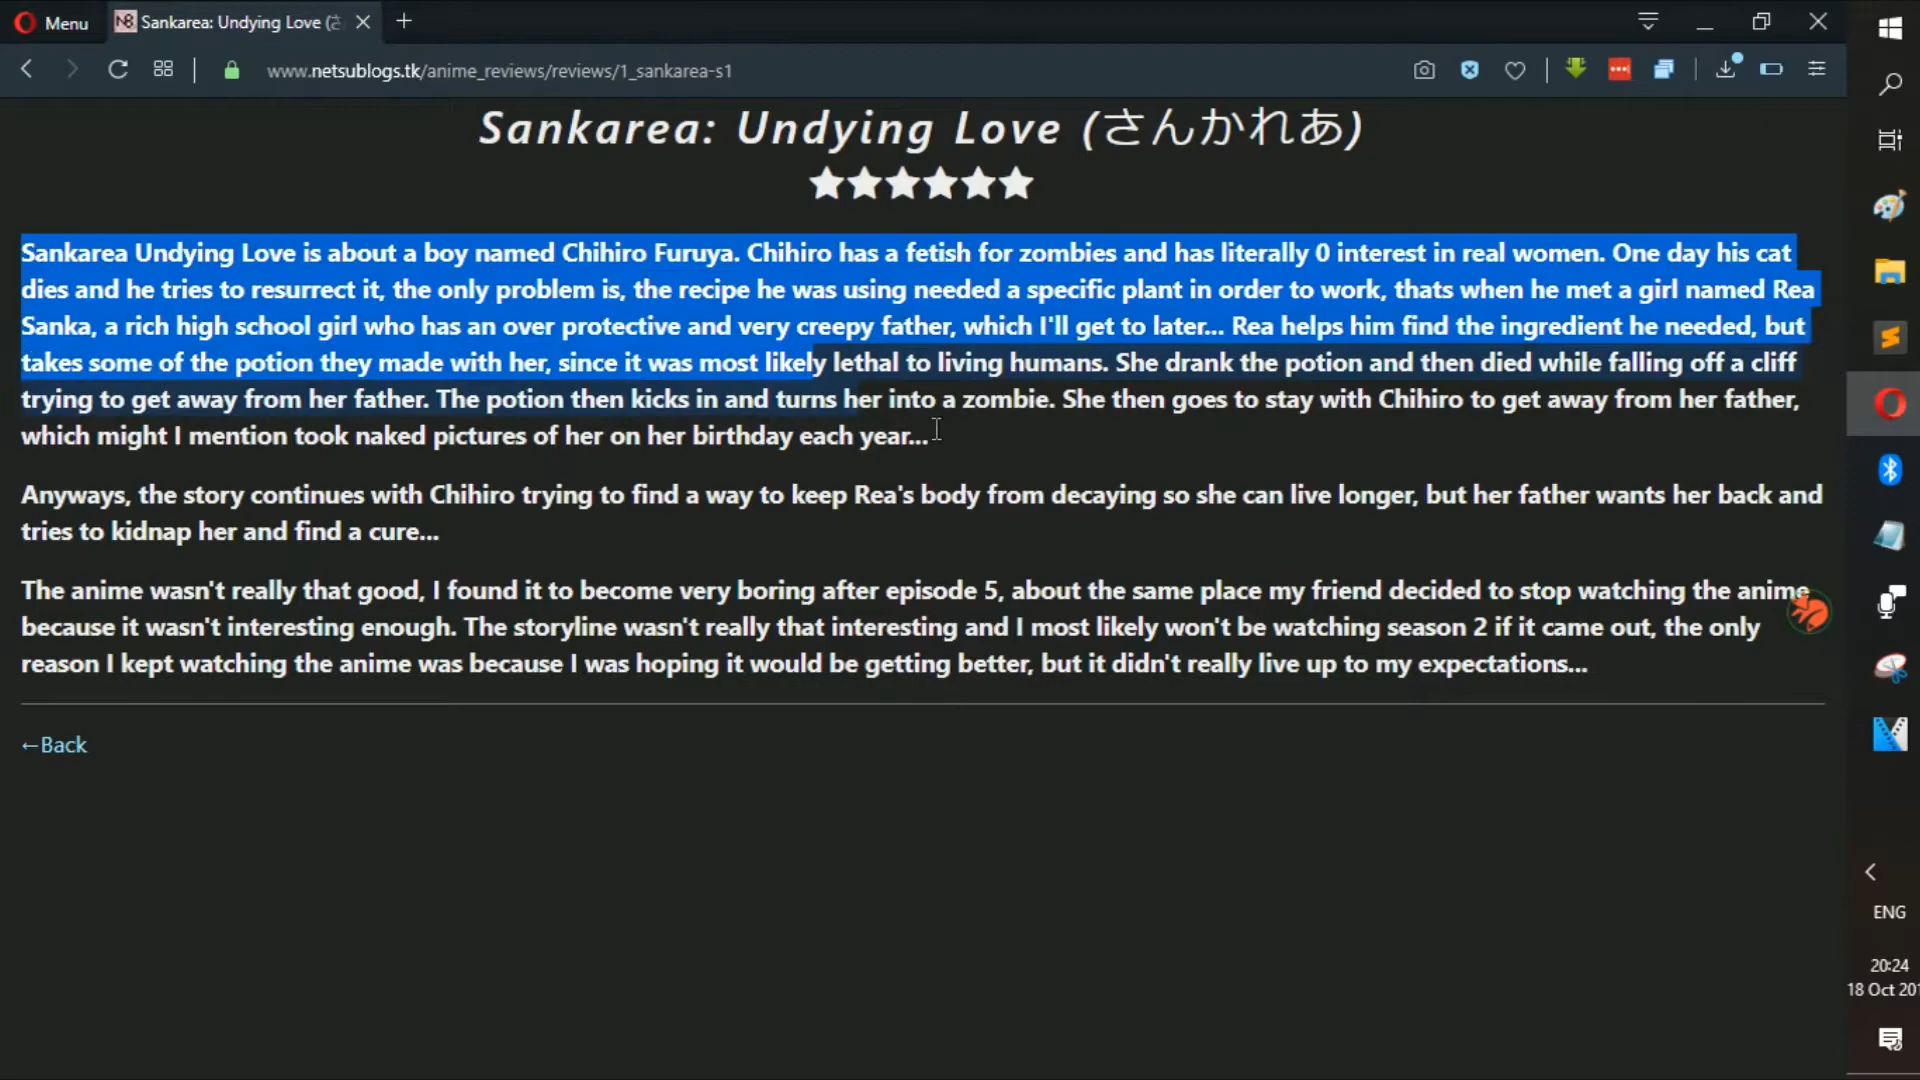 Menu
Sankarea: Undying Love (さ
www.netsublogs.tk/anime_reviews/reviews/1_sankarea-s1
Sankarea: Undying Love (さんかれあ)
Sankarea Undying Love is about a boy named Chihiro Furuya. Chihiro has a fetish for zombies and has literally 0 interest in real women. One day his cat
dies and he tries to resurrect it, the only problem is, the recipe he was using needed a specific plant in order to work, thats when he met a girl named Rea
Sanka, a rich high school girl who has an over protective and very creepy father, which I'll get to later... Rea helps him find the ingredient he needed, but
takes some of the potion they made with her, since it was most likely lethal to living humans. She drank the potion and then died while falling off a cliff
trying to get away from her father. The potion then kicks in and turns her into a zombie. She then goes to stay with Chihiro to get away from her father,
which might I mention took naked pictures of her on her birthday each year...
Anyways, the story continues with Chihiro trying to find a way to keep Rea's body from decaying so she can live longer, but her father wants her back and
tries to kidnap her and find a cure...
The anime wasn't really that good, I found it to become very boring after episode 5, about the same place my friend decided to stop watching the anime
because it wasn't interesting enough. The storyline wasn't really that interesting and I most likely won't be watching season 2 if it came out, the only
reason I kept watching the anime was because I was hoping it would be getting better, but it didn't really live up to my expectations...
←Back
ENG
20:24
18 Oct 201